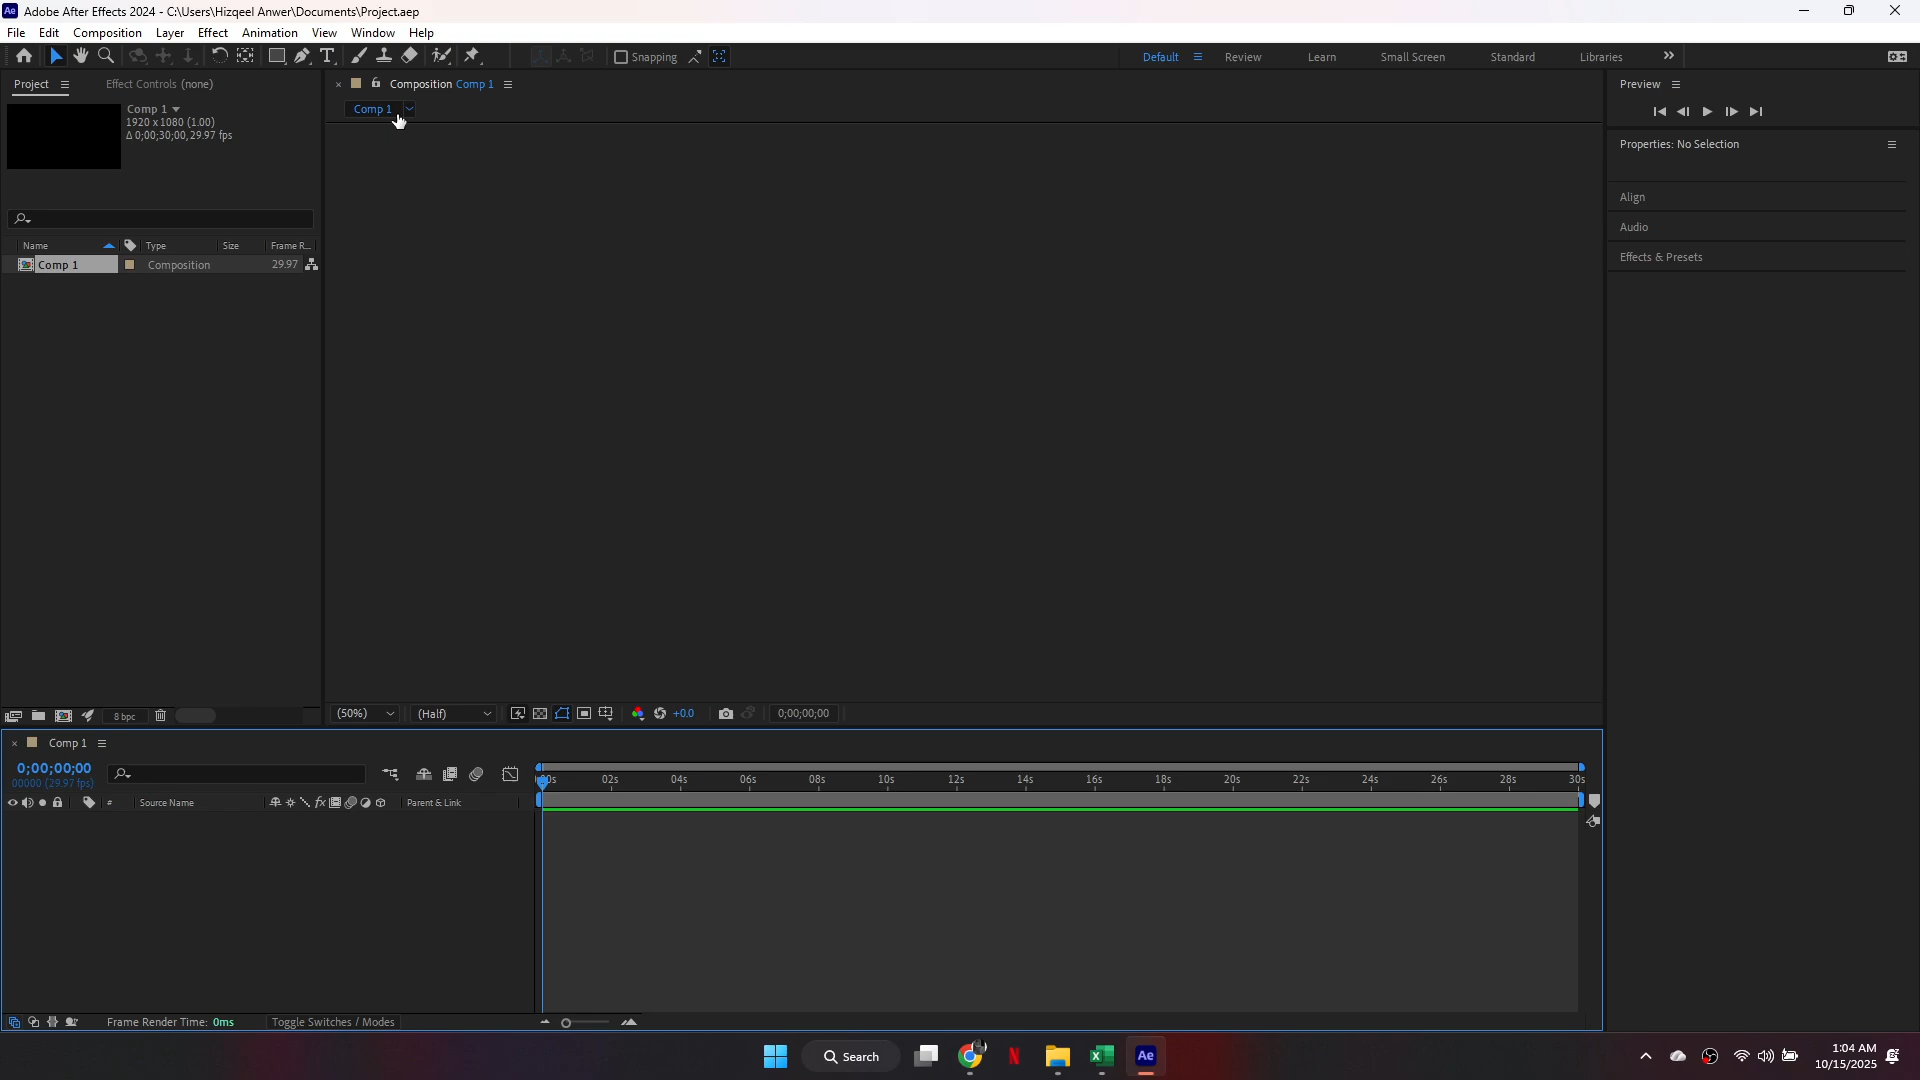 Ae Adobe After Effects 2024 - C:\Users\Hizqeel Anwer\Documents\Project.aep
File Edit Composition Layer Effect Animation View Window Help
T Snapping Default Review Learn Small Screen Standard Libraries
Project Effect Controls (none)
Comp 1
1920 x 1080 (1.00)
Δ 0;00;30;00, 29.97 fps
Name Type Size Frame R...
Comp 1 Composition 29.97
8 bpc
Composition Comp 1
Comp 1
(50%) (Half) +0.0 0;00;00;00
Preview
Properties: No Selection
Align
Audio
Effects & Presets
Comp 1
0;00;00;00
00000 (29.97 fps)
02s 04s 06s 08s 10s 12s 14s 16s 18s 20s 22s 24s 26s 28s 30s
# Source Name fx Parent & Link
Frame Render Time: 0ms Toggle Switches / Modes
Search N Ae
1:04 AM
10/15/2025